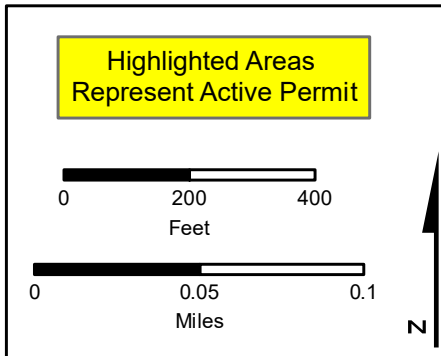 Highlighted Areas
Represent Active Permit
0 200 400
Feet
0 0.05 0.1
Miles
N